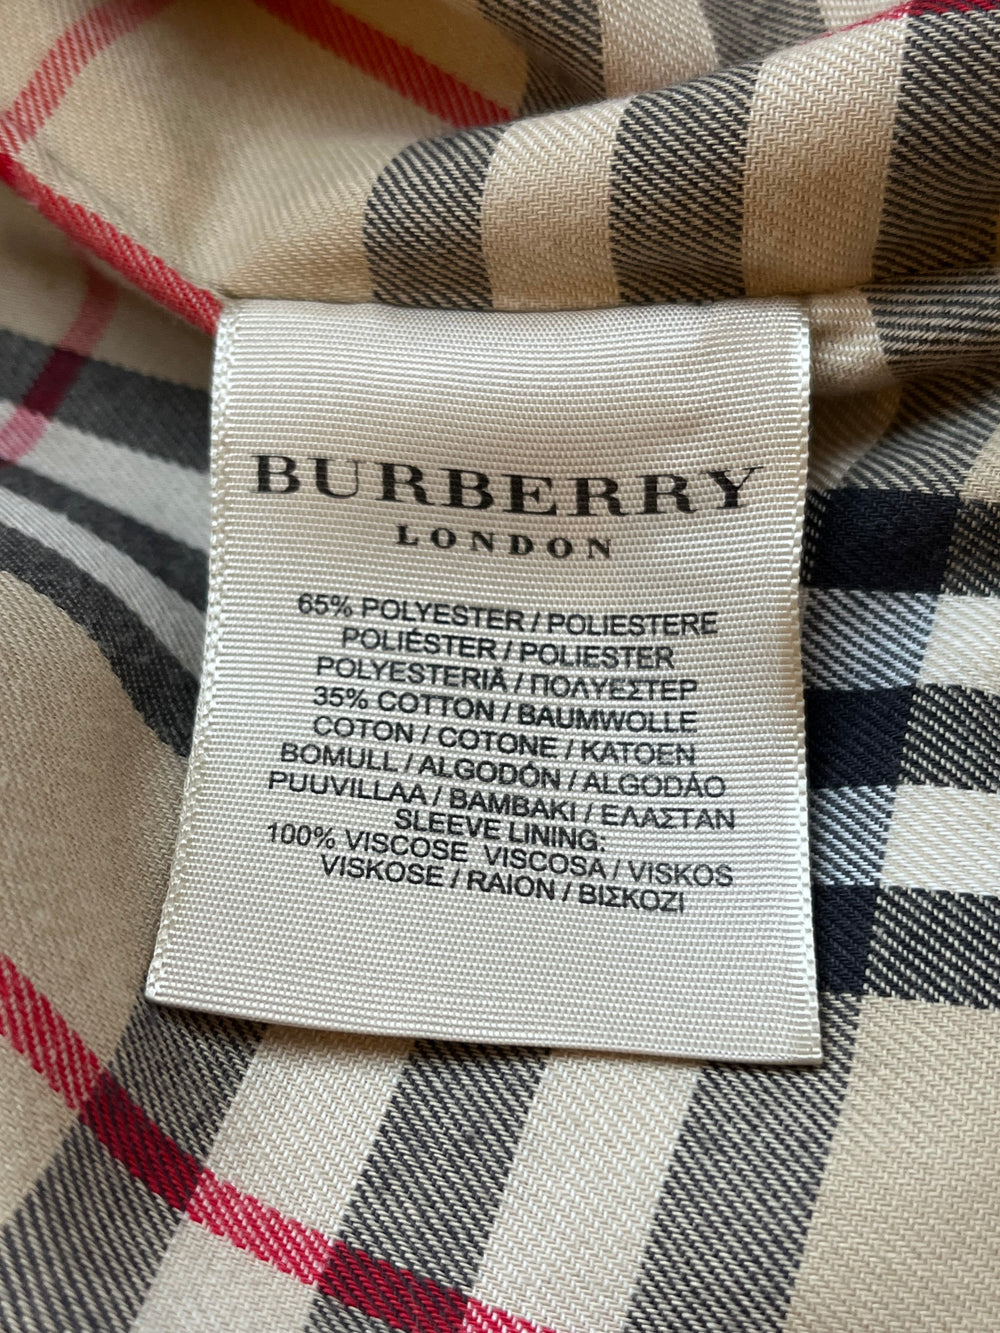 BURBERRY
LONDON
65% POLYESTER / POLIESTERE
POLIÉSTER / POLIESTER
POLYESTERIÄ / ΠΟΛΥΕΣΤΕΡ
35% COTTON / BAUMWOLLE
COTON / COTONE / KATOEN
BOMULL / ALGODÓN / ALGODÁO
PUUVILLAA / BAMBAKI / ΕΛΑΣΤΑΝ
SLEEVE LINING:
100% VISCOSE VISCOSA / VISKOS
VISKOSE / RAION / ΒΙΣΚΟΖΙ